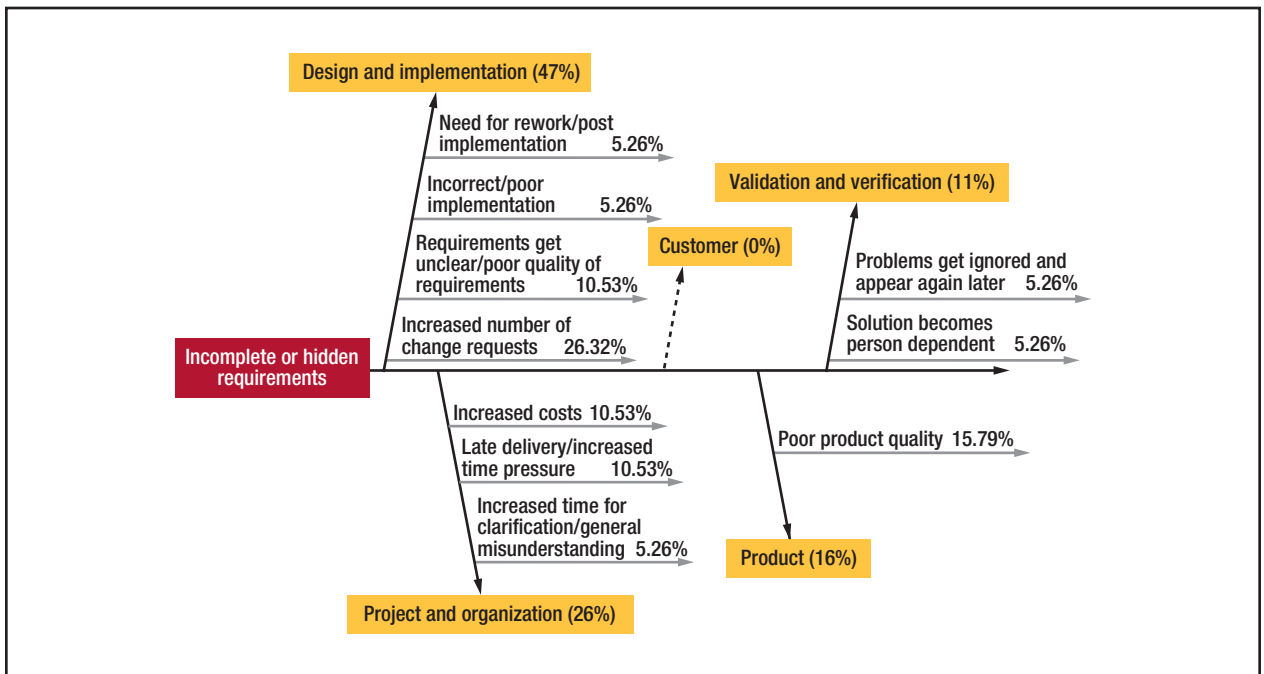 Design and implementation (47%)
Need for rework/post
implementation 5.26%
Incorrect/poor
implementation 5.26%
Requirements get
unclear/poor quality of
requirements 10.53%
Increased number of
change requests 26.32%
Customer (0%)
Validation and verification (11%)
Problems get ignored and
appear again later 5.26%
Solution becomes
person dependent 5.26%
Incomplete or hidden
requirements
Increased costs 10.53%
Late delivery/increased
time pressure 10.53%
Increased time for
clarification/general
misunderstanding 5.26%
Project and organization (26%)
Poor product quality 15.79%
Product (16%)